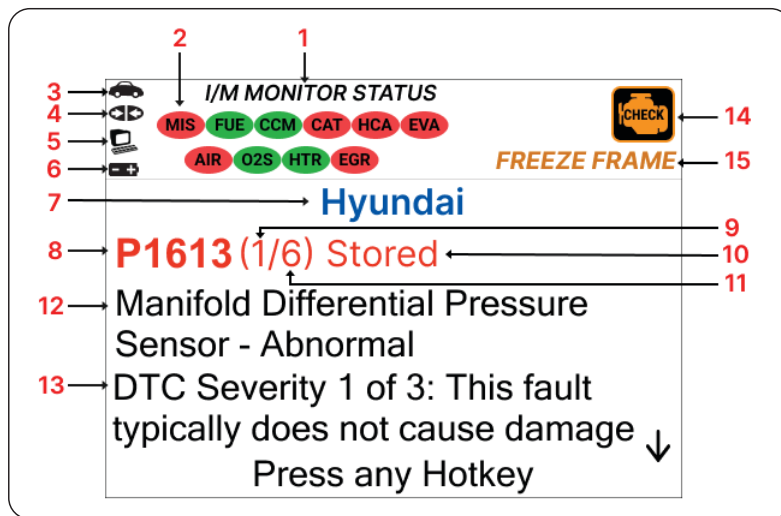 2
1
3
I/M MONITOR STATUS
4
MIS FUE CCM CAT HCA EVA
CHECK
14
5
6
AIR O2S HTR EGR
FREEZE FRAME
15
7
Hyundai
9
8
P1613 (1/6) Stored
10
11
12
Manifold Differential Pressure
Sensor - Abnormal
13
DTC Severity 1 of 3: This fault
typically does not cause damage
Press any Hotkey